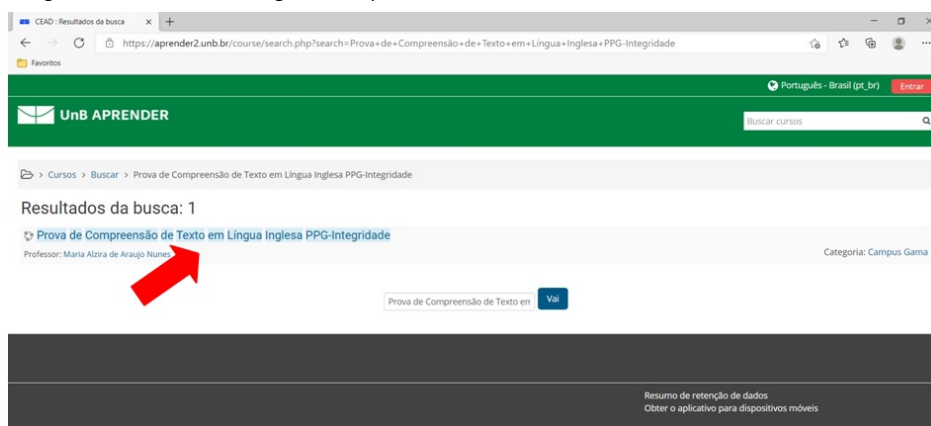 CEAD : Resultados da busca
https://aprender2.unb.br/course/search.php?search=Prova+de+Compreensão+de+Texto+em+Língua+Inglesa+PPG-Integridade
Favoritos
Português - Brasil (pt_br) Entrar
UnB APRENDER
Buscar cursos
> Cursos > Buscar > Prova de Compreensão de Texto em Língua Inglesa PPG-Integridade
Resultados da busca: 1
Prova de Compreensão de Texto em Língua Inglesa PPG-Integridade
Professor: Maria Alzira de Araujo Nunes
Categoria: Campus Gama
Prova de Compreensão de Texto em Vai
Resumo de retenção de dados
Obter o aplicativo para dispositivos móveis